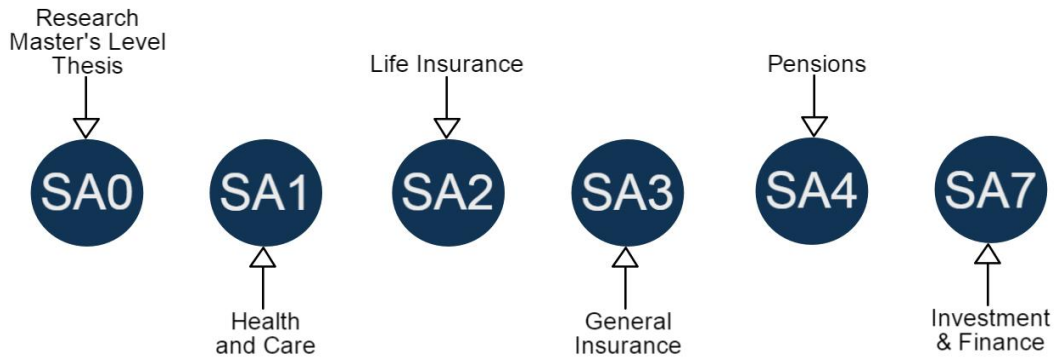 Research
Master's Level
Thesis
Life Insurance
Pensions
SA0
SA1
SA2
SA3
SA4
SA7
Health
and Care
General
Insurance
Investment
& Finance